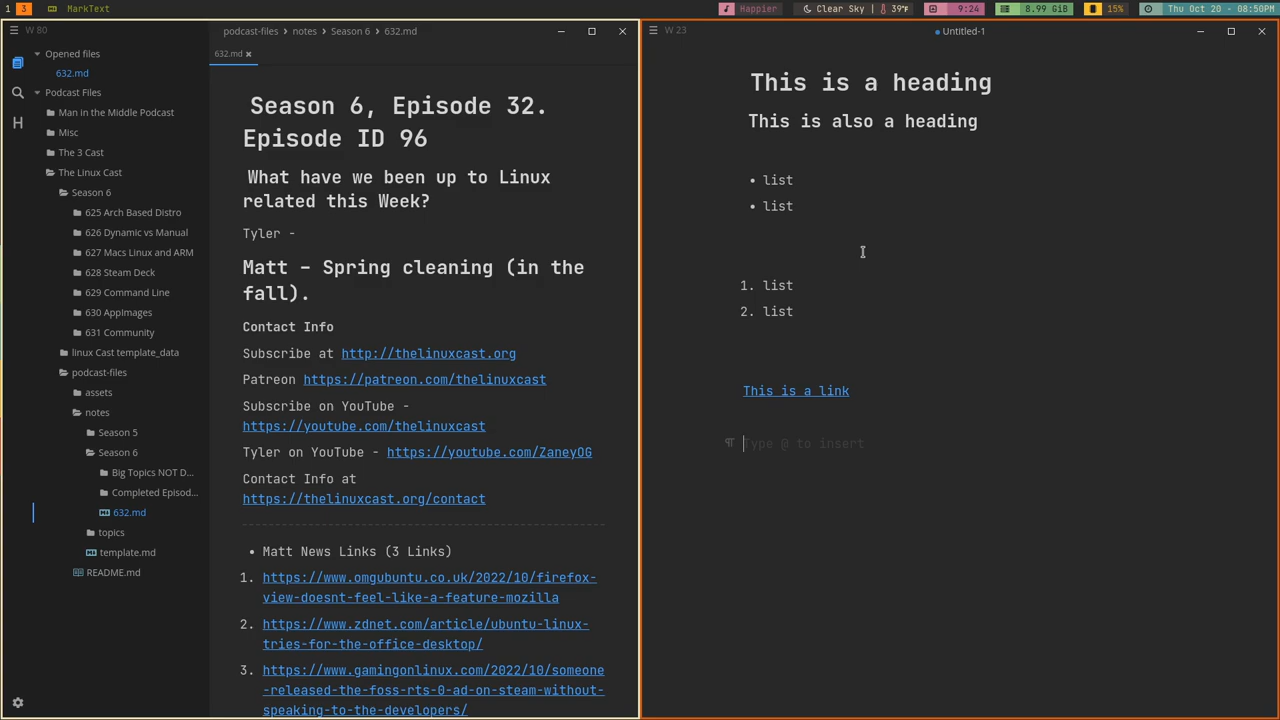 1 3 MarkText
Happier
Clear Sky | 39°F
9:24
8.99 GiB
15%
Thu Oct 20 - 08:50PM
W 80
Opened files
632.md
Podcast Files
Man in the Middle Podcast
Misc
The 3 Cast
The Linux Cast
Season 6
625 Arch Based Distro
626 Dynamic vs Manual
627 Macs Linux and ARM
628 Steam Deck
629 Command Line
630 AppImages
631 Community
linux Cast template_data
podcast-files
assets
notes
Season 5
Season 6
Big Topics NOT D...
Completed Episod...
632.md
topics
template.md
README.md
podcast-files > notes > Season 6 > 632.md
632.md ×
Season 6, Episode 32.
Episode ID 96
What have we been up to Linux
related this Week?
Tyler -
Matt - Spring cleaning (in the
fall).
Contact Info
Subscribe at http://thelinuxcast.org
Patreon https://patreon.com/thelinuxcast
Subscribe on YouTube -
https://youtube.com/thelinuxcast
Tyler on YouTube - https://youtube.com/ZaneyOG
Contact Info at
https://thelinuxcast.org/contact
• Matt News Links (3 Links)
1. https://www.omgubuntu.co.uk/2022/10/firefox-
view-doesnt-feel-like-a-feature-mozilla
2. https://www.zdnet.com/article/ubuntu-linux-
tries-for-the-office-desktop/
3. https://www.gamingonlinux.com/2022/10/someone
-released-the-foss-rts-0-ad-on-steam-without-
speaking-to-the-developers/
W 23
Untitled-1
This is a heading
This is also a heading
• list
• list
1. list
2. list
This is a link
¶ Type @ to insert